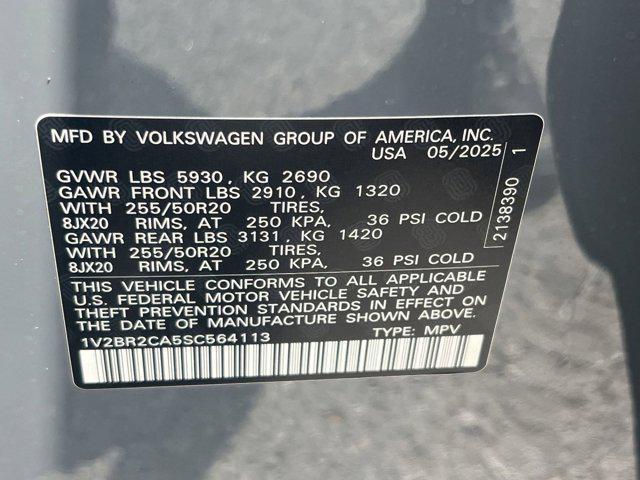 MFD BY VOLKSWAGEN GROUP OF AMERICA, INC.
USA 05/2025
GVWR LBS 5930 , KG 2690
GAWR FRONT LBS 2910 , KG 1320
WITH 255/50R20 TIRES,
8JX20 RIMS, AT 250 KPA, 36 PSI COLD
GAWR REAR LBS 3131 , KG 1420
WITH 255/50R20 TIRES,
8JX20 RIMS, AT 250 KPA, 36 PSI COLD
THIS VEHICLE CONFORMS TO ALL APPLICABLE
U.S. FEDERAL MOTOR VEHICLE SAFETY AND
THEFT PREVENTION STANDARDS IN EFFECT ON
THE DATE OF MANUFACTURE SHOWN ABOVE.
1V2BR2CA5SC564113 TYPE: MPV
2138390 1